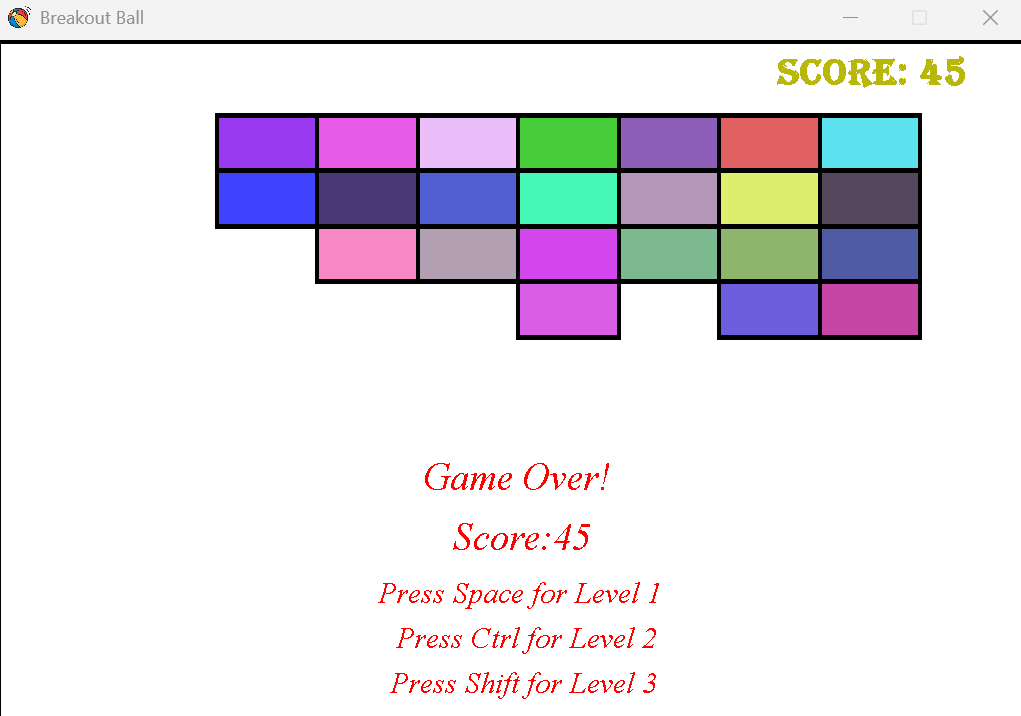 Breakout Ball
SCORE: 45
Game Over!
Score:45
Press Space for Level 1
Press Ctrl for Level 2
Press Shift for Level 3